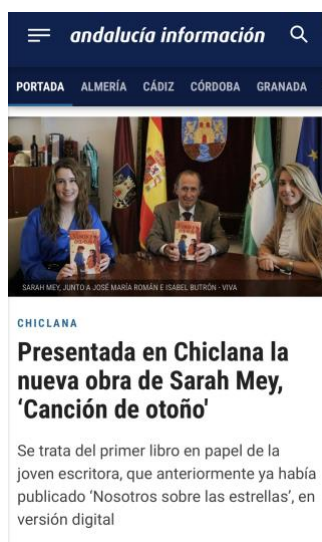 andalucía información
PORTADA ALMERÍA CÁDIZ CÓRDOBA GRANADA
SARAH MEY, JUNTO A JOSÉ MARÍA ROMÁN E ISABEL BUTRÓN - VIVA
CHICLANA
Presentada en Chiclana la
nueva obra de Sarah Mey,
‘Canción de otoño'
Se trata del primer libro en papel de la
joven escritora, que anteriormente ya había
publicado ‘Nosotros sobre las estrellas’, en
versión digital